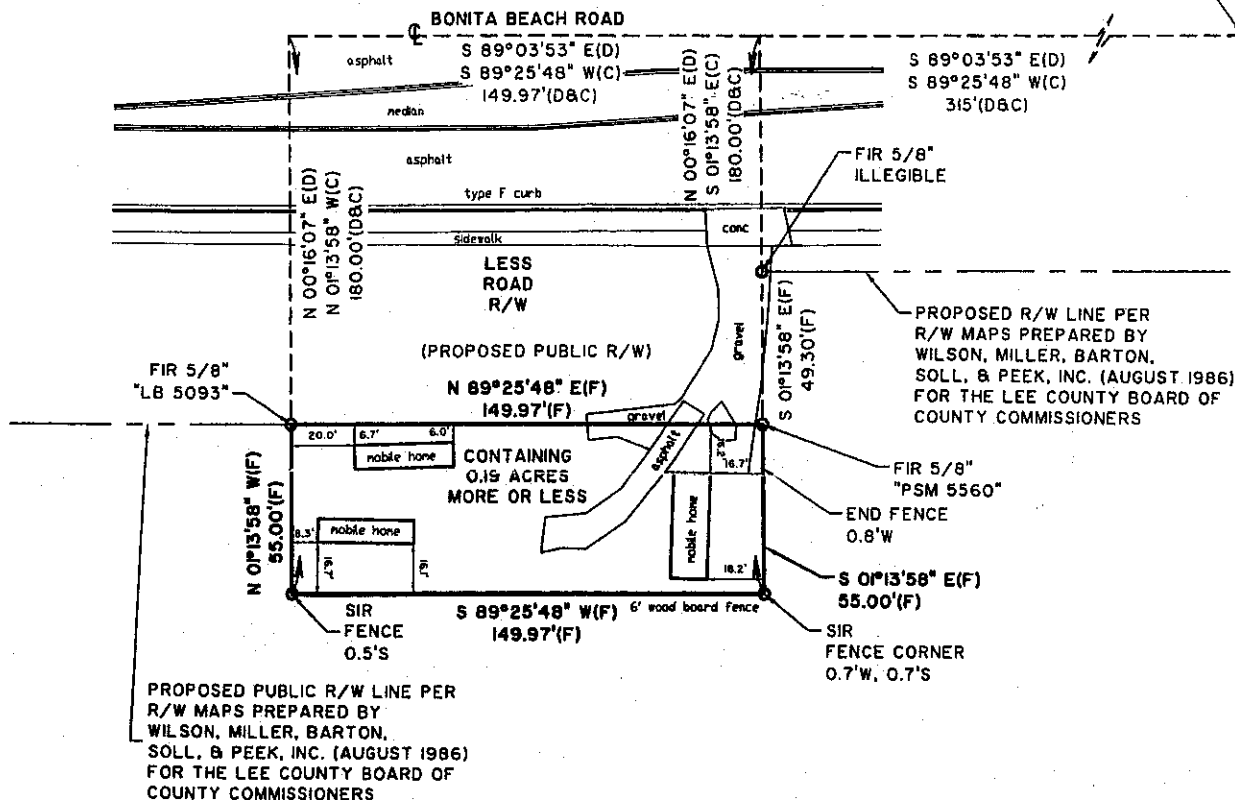 BONITA BEACH ROAD
℄
asphalt
S 89°03'53" E(D)
S 89°25'48" W(C)
149.97'(D&C)
S 89°03'53" E(D)
S 89°25'48" W(C)
315'(D&C)
median
asphalt
N 00°16'07" E(D)
S 01°13'58" E(C)
180.00'(D&C)
FIR 5/8"
ILLEGIBLE
type F curb
conc
sidewalk
N 00°16'07" E(D)
N 01°13'58" W(C)
180.00'(D&C)
LESS
ROAD
R/W
gravel
S 01°13'58" E(F)
49.30'(F)
PROPOSED R/W LINE PER
R/W MAPS PREPARED BY
WILSON, MILLER, BARTON,
SOLL, & PEEK, INC. (AUGUST 1986)
FOR THE LEE COUNTY BOARD OF
COUNTY COMMISSIONERS
(PROPOSED PUBLIC R/W)
FIR 5/8"
"LB 5093"
N 89°25'48" E(F)
149.97'(F)
gravel
20.0'
6.7'
6.0'
mobile home
CONTAINING
0.19 ACRES
MORE OR LESS
asphalt
16.7'
FIR 5/8"
"PSM 5560"
END FENCE
0.8'W
N 01°13'58" W(F)
55.00'(F)
8.3'
mobile home
16.7'
mobile home
18.2'
S 01°13'58" E(F)
55.00'(F)
SIR
FENCE
0.5'S
S 89°25'48" W(F)
149.97'(F)
6' wood board fence
SIR
FENCE CORNER
0.7'W, 0.7'S
PROPOSED PUBLIC R/W LINE PER
R/W MAPS PREPARED BY
WILSON, MILLER, BARTON,
SOLL, & PEEK, INC. (AUGUST 1986)
FOR THE LEE COUNTY BOARD OF
COUNTY COMMISSIONERS